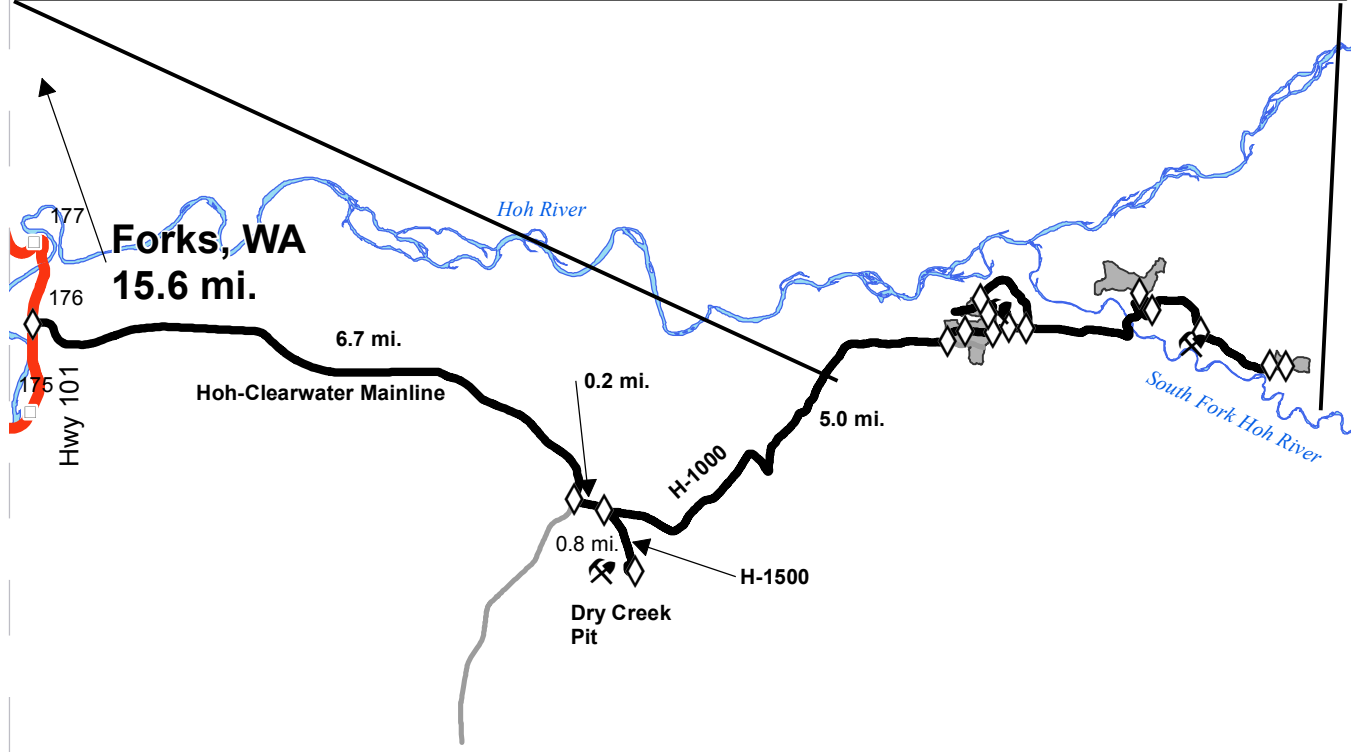 Hoh River
177
Forks, WA
15.6 mi.
176
6.7 mi.
175
Hwy 101
Hoh-Clearwater Mainline
0.2 mi.
5.0 mi.
South Fork Hoh River
H-1000
0.8 mi.
H-1500
Dry Creek
Pit